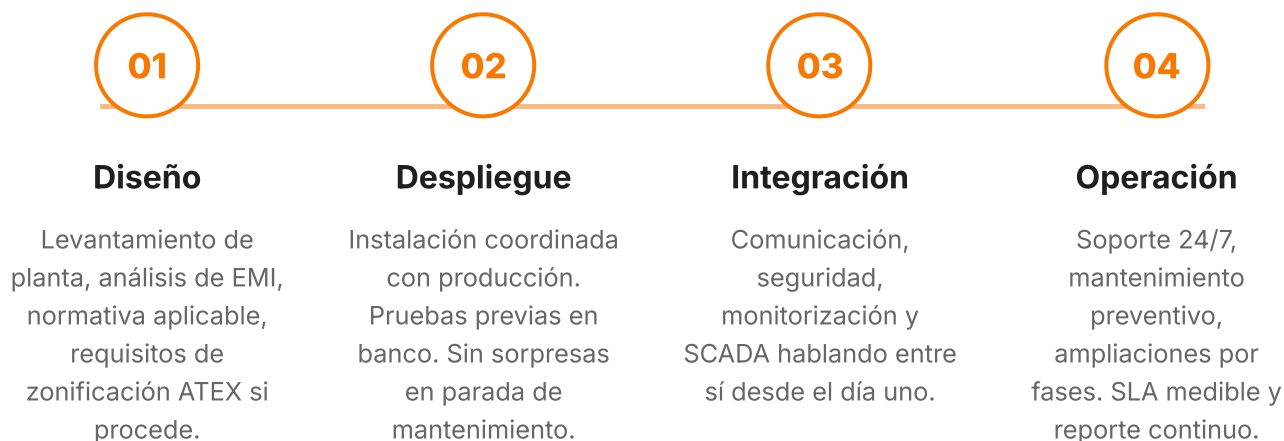 01
Diseño
Levantamiento de
planta, análisis de EMI,
normativa aplicable,
requisitos de
zonificación ATEX si
procede.
02
Despliegue
Instalación coordinada
con producción.
Pruebas previas en
banco. Sin sorpresas
en parada de
mantenimiento.
03
Integración
Comunicación,
seguridad,
monitorización y
SCADA hablando entre
sí desde el día uno.
04
Operación
Soporte 24/7,
mantenimiento
preventivo,
ampliaciones por
fases. SLA medible y
reporte continuo.